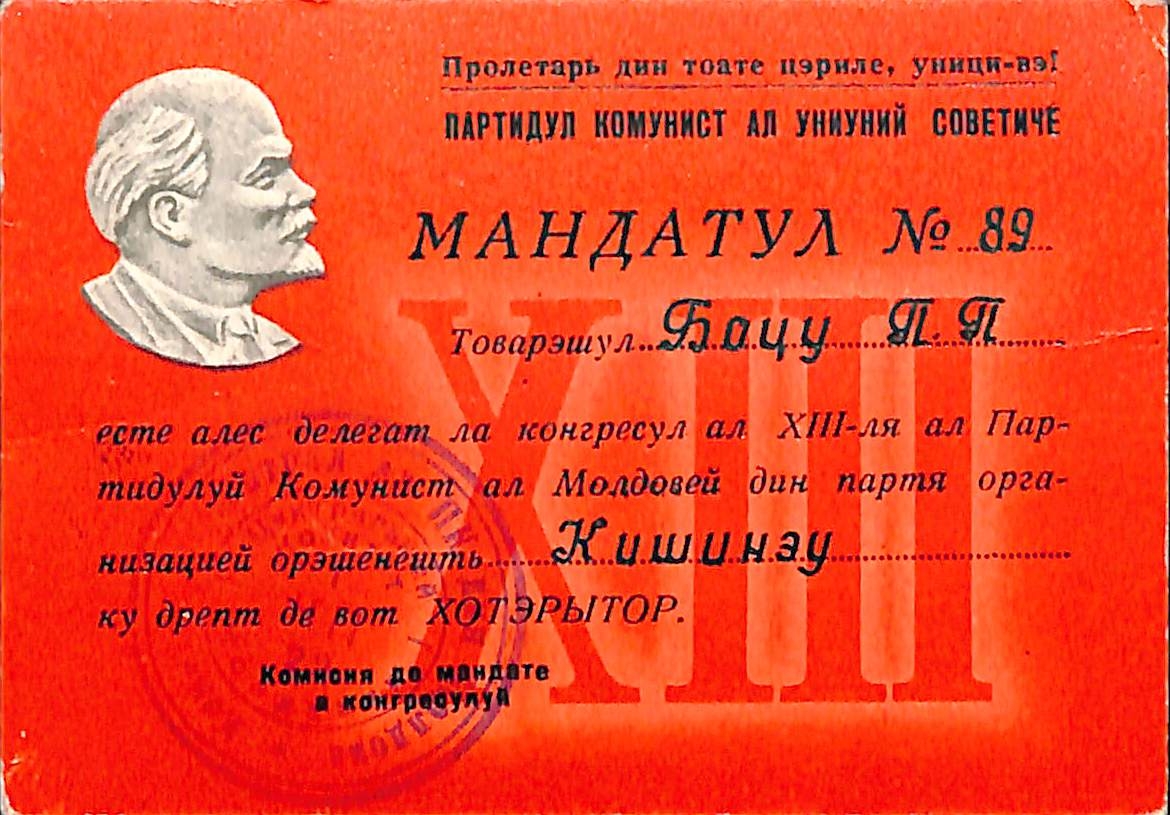 Пролетарь дин тоате цэриле, уници-вэ!
ПАРТИДУЛ КОМУНИСТ АЛ УНИУНИЙ СОВЕТИЧЕ
МАНДАТУЛ № 89
Товарэшул Бацу П. П
есте алес делегат ла конгресул ал XIII-ля ал Пар-
тидулуй Комунист ал Молдовей дин партя орга-
низацией орэшенешть Кишинэу
ку дрепт де вот ХОТЭРЫТОР.
Комисия де мандате
а конгресулуй